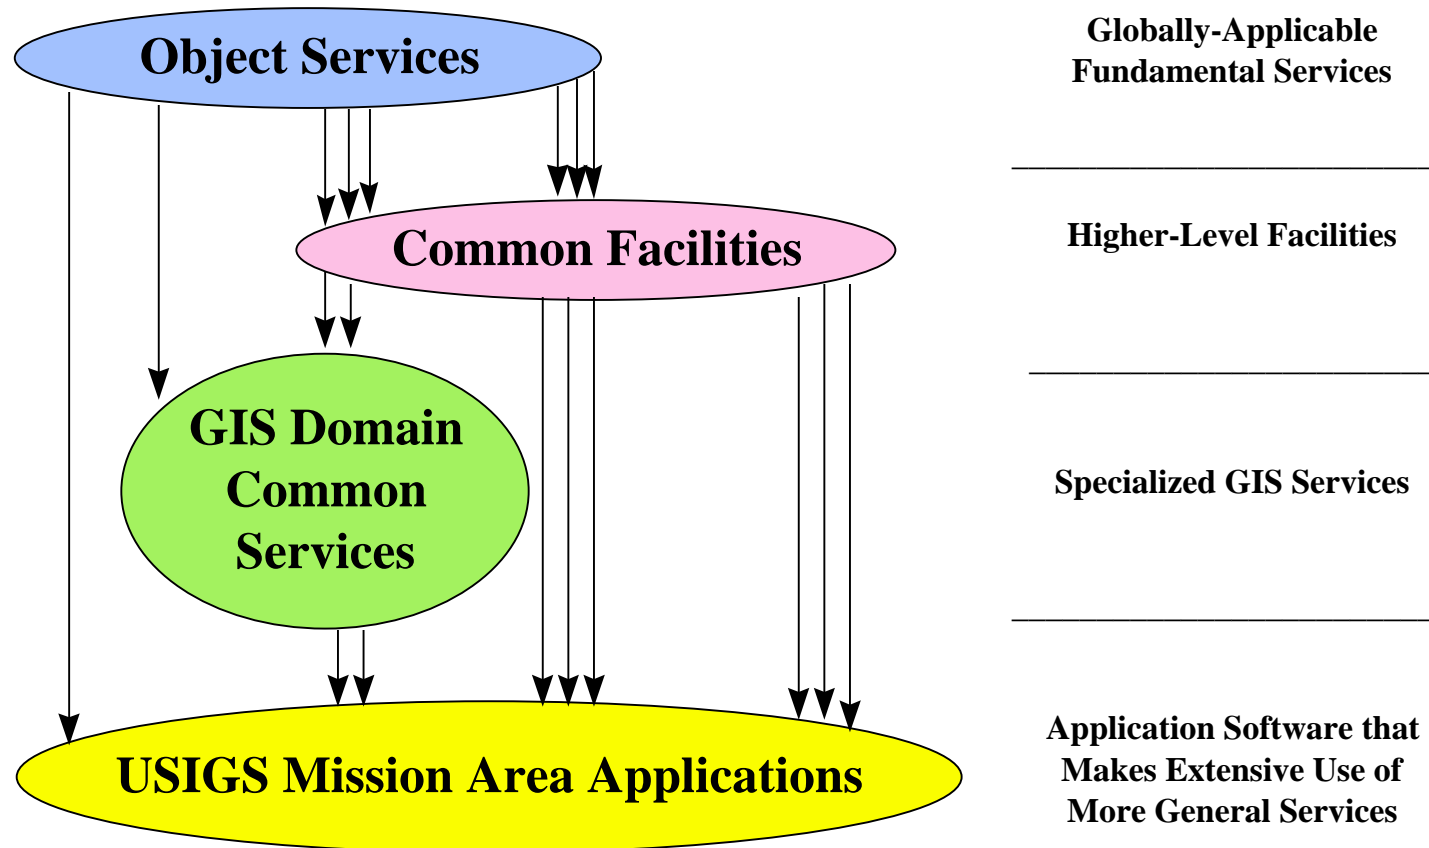 Object Services
Globally-Applicable
Fundamental Services
Common Facilities
Higher-Level Facilities
GIS Domain
Common
Services
Specialized GIS Services
USIGS Mission Area Applications
Application Software that
Makes Extensive Use of
More General Services